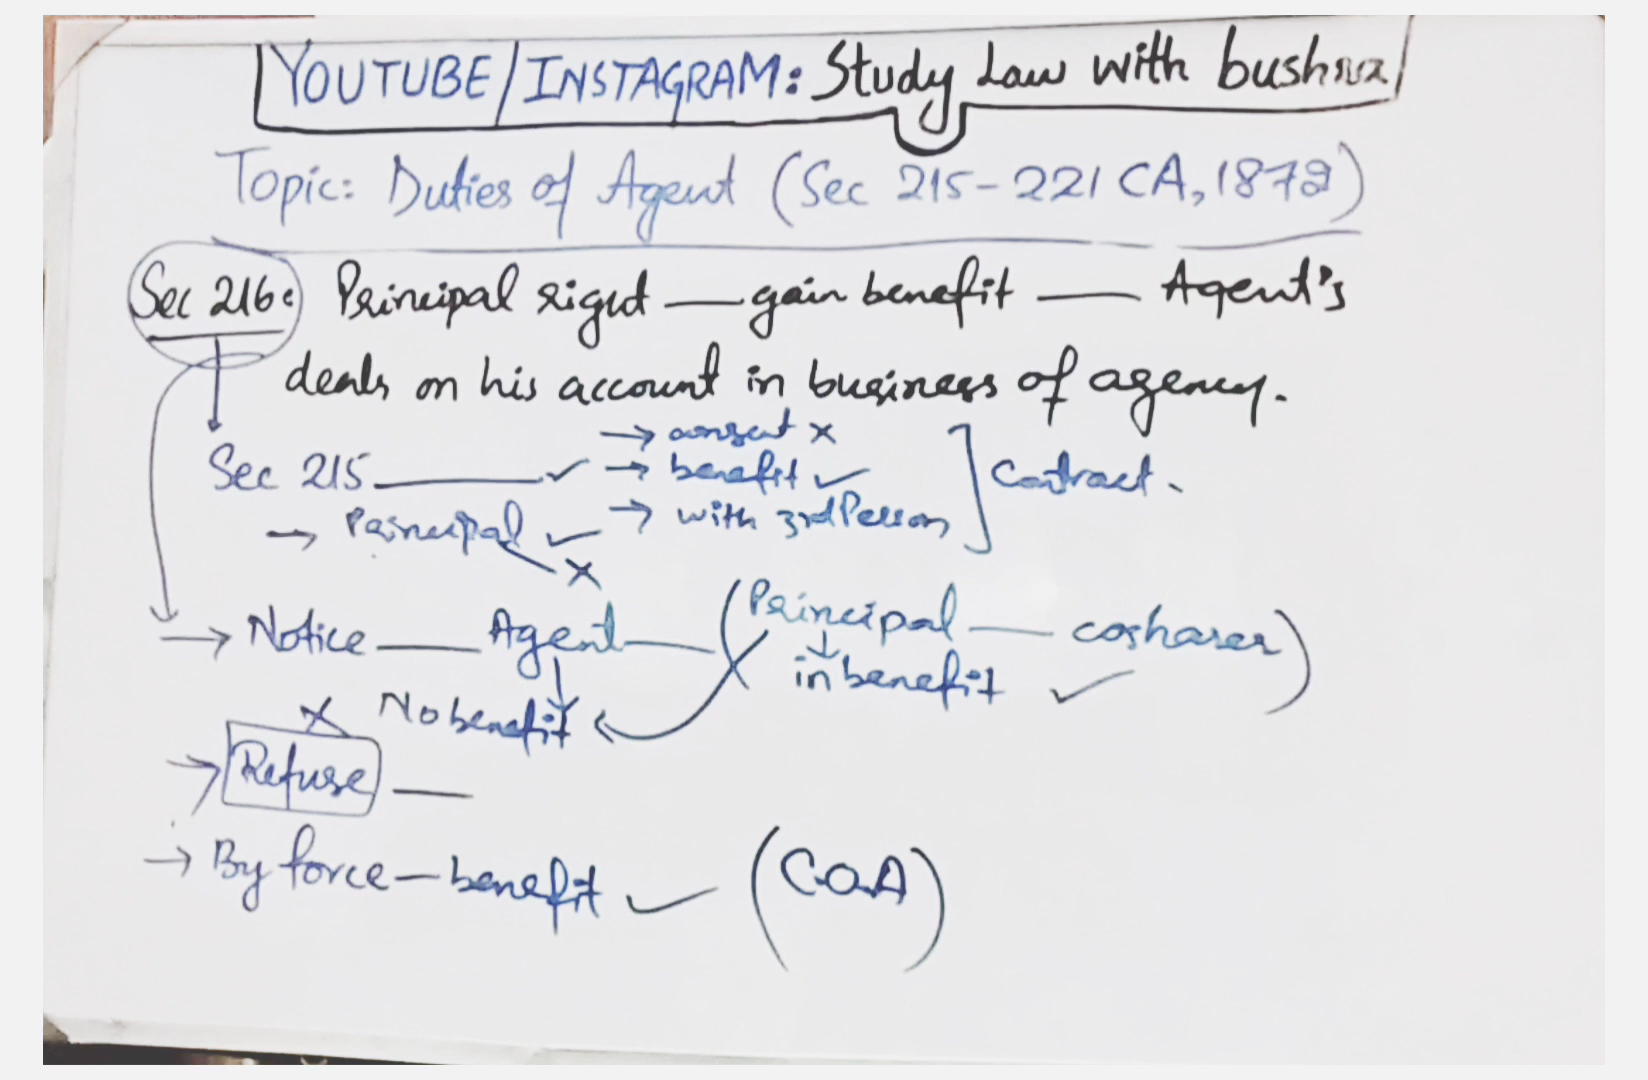 YOUTUBE/INSTAGRAM: Study Law with bushra
Topic: Duties of Agent (Sec 215-221 CA, 1872)
Sec 216: Principal right — gain benefit — Agent's
deals on his account in business of agency.
→ consent ×
Sec 215 — ✓ → benefit ✓ Contract.
→ Principal ✓ → with 3rd Person
×
→ Notice — Agent — (Principal — cosharer)
↓ in benefit ✓
× No benefit
→ Refuse —
→ By force — benefit ✓ (COA)